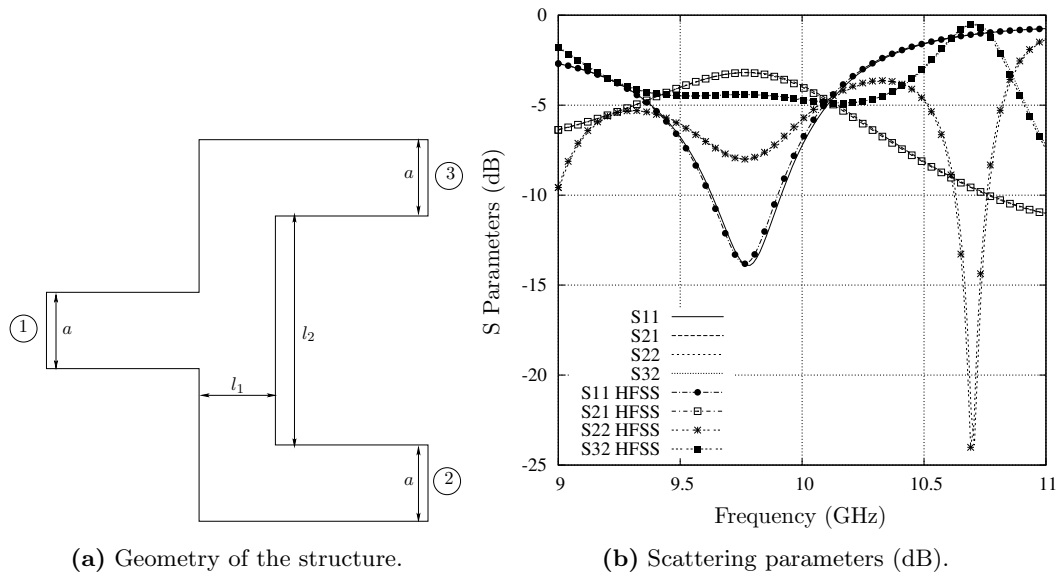 a
3
1
a
l₂
l₁
a
2
(a) Geometry of the structure.
0
-5
-10
-15
-20
-25
S Parameters (dB)
S11
S21
S22
S32
S11 HFSS
S21 HFSS
S22 HFSS
S32 HFSS
9
9.5
10
10.5
11
Frequency (GHz)
(b) Scattering parameters (dB).